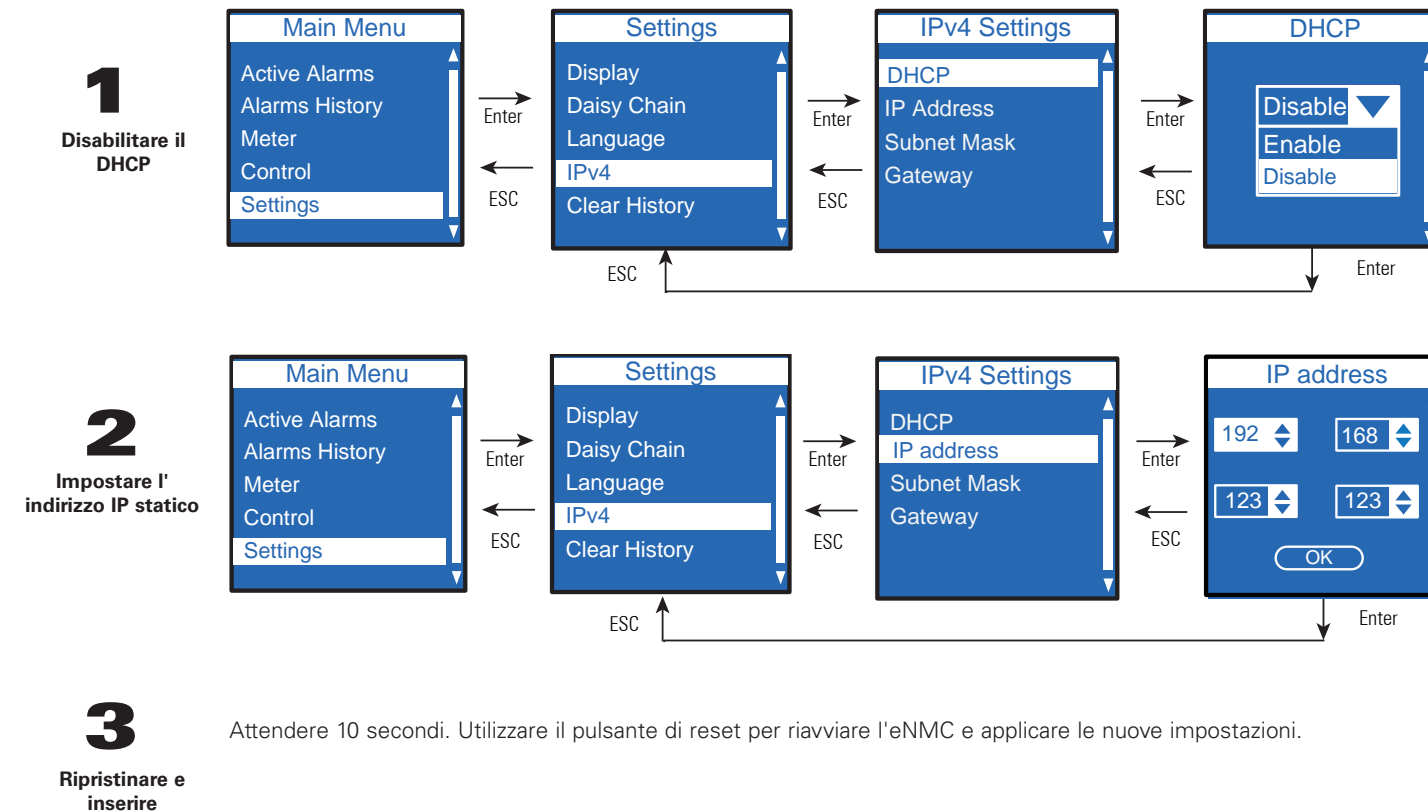 1
Disabilitare il
DHCP
Main Menu
Active Alarms
Alarms History
Meter
Control
Settings
Enter
ESC
Settings
Display
Daisy Chain
Language
IPv4
Clear History
Enter
ESC
IPv4 Settings
DHCP
IP Address
Subnet Mask
Gateway
Enter
ESC
DHCP
Disable
Enable
Disable
ESC
Enter
2
Impostare l'
indirizzo IP statico
Main Menu
Active Alarms
Alarms History
Meter
Control
Settings
Enter
ESC
Settings
Display
Daisy Chain
Language
IPv4
Clear History
Enter
ESC
IPv4 Settings
DHCP
IP address
Subnet Mask
Gateway
Enter
ESC
IP address
192 168
123 123
OK
ESC
Enter
3
Ripristinare e
inserire
Attendere 10 secondi. Utilizzare il pulsante di reset per riavviare l'eNMC e applicare le nuove impostazioni.